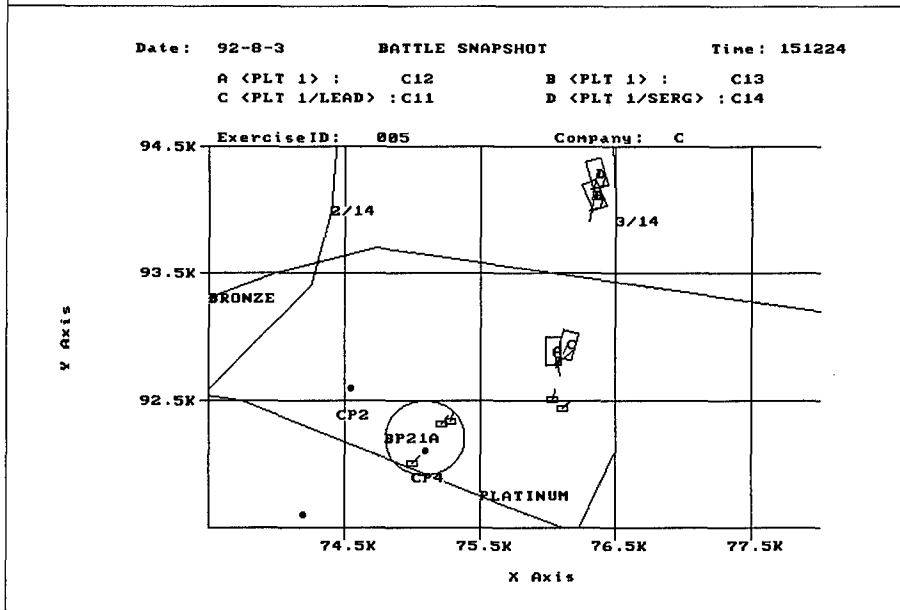 Date: 92-8-3 BATTLE SNAPSHOT Time: 151224
A <PLT 1> : C12 B <PLT 1> : C13
C <PLT 1/LEAD> :C11 D <PLT 1/SERG> :C14
ExerciseID: 005 Company: C
94.5K
D
B
2/14
3/14
93.5K
BRONZE
Y Axis
A C
92.5K
CP2
BP21A
CP4
PLATINUM
74.5K 75.5K 76.5K 77.5K
X Axis